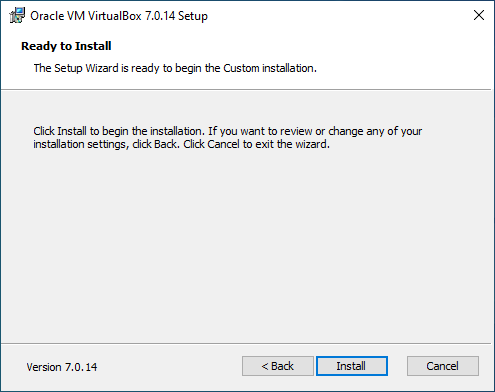 Oracle VM VirtualBox 7.0.14 Setup
Ready to Install
The Setup Wizard is ready to begin the Custom installation.
Click Install to begin the installation. If you want to review or change any of your
installation settings, click Back. Click Cancel to exit the wizard.
Version 7.0.14
< Back
Install
Cancel